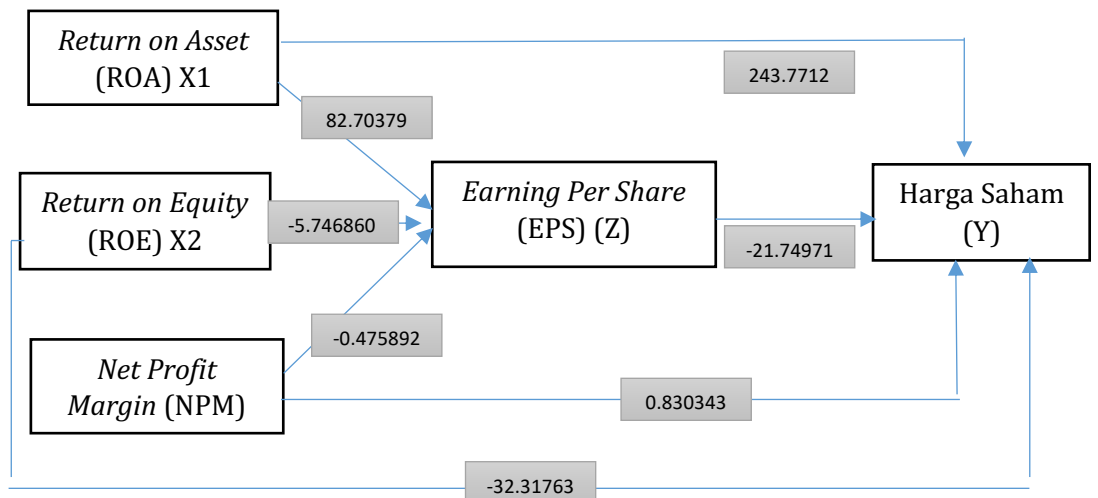 Return on Asset
(ROA) X1
243.7712
82.70379
Return on Equity
(ROE) X2
-5.746860
Earning Per Share
(EPS) (Z)
-21.74971
Harga Saham
(Y)
-0.475892
Net Profit
Margin (NPM)
0.830343
-32.31763